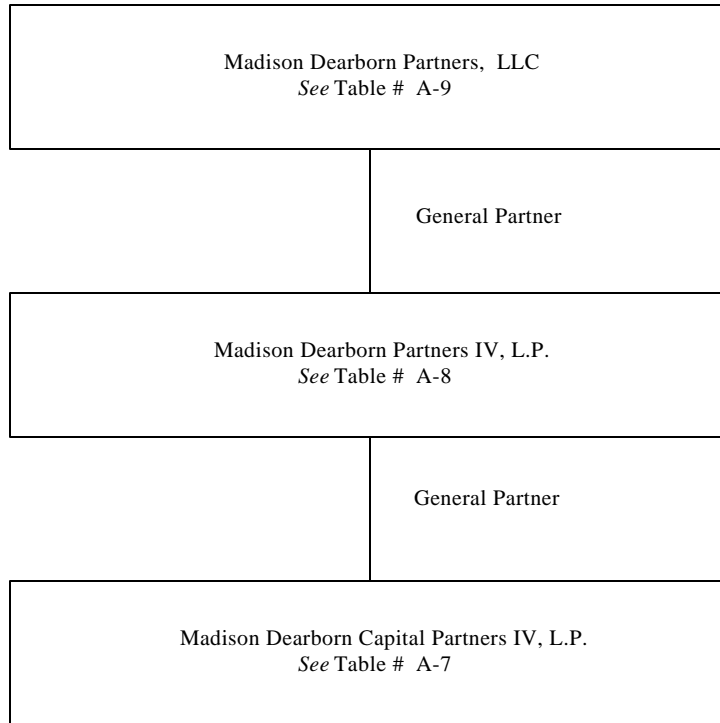 Madison Dearborn Partners, LLC
See Table # A-9
General Partner
Madison Dearborn Partners IV, L.P.
See Table # A-8
General Partner
Madison Dearborn Capital Partners IV, L.P.
See Table # A-7